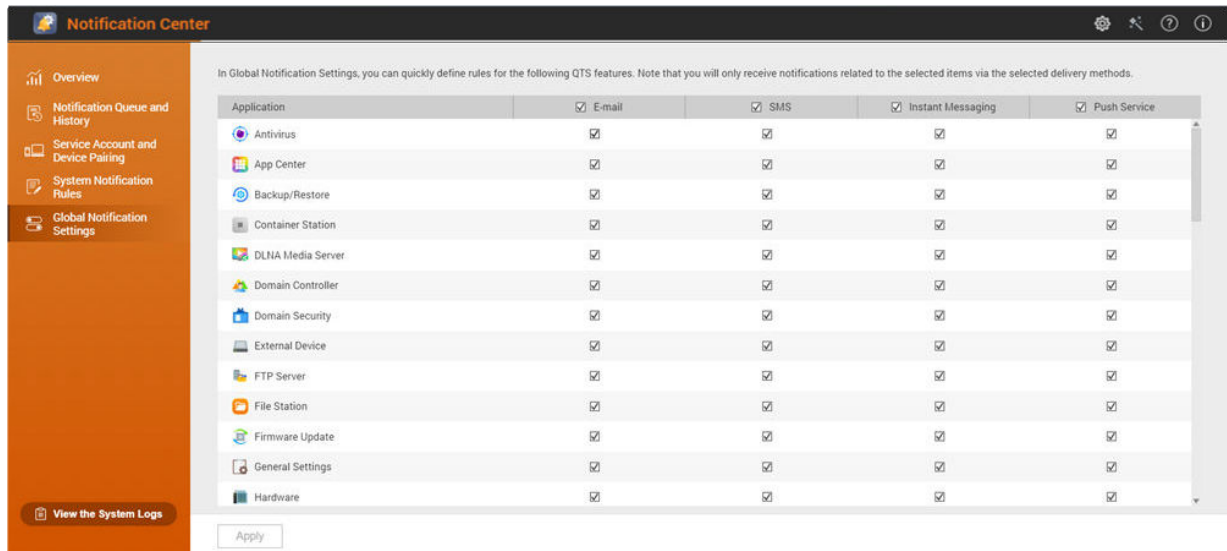 Notification Center
Overview
Notification Queue and
History
Service Account and
Device Pairing
System Notification
Rules
Global Notification
Settings
View the System Logs
In Global Notification Settings, you can quickly define rules for the following QTS features. Note that you will only receive notifications related to the selected items via the selected delivery methods.
Application E-mail SMS Instant Messaging Push Service
Antivirus
App Center
Backup/Restore
Container Station
DLNA Media Server
Domain Controller
Domain Security
External Device
FTP Server
File Station
Firmware Update
General Settings
Hardware
Apply